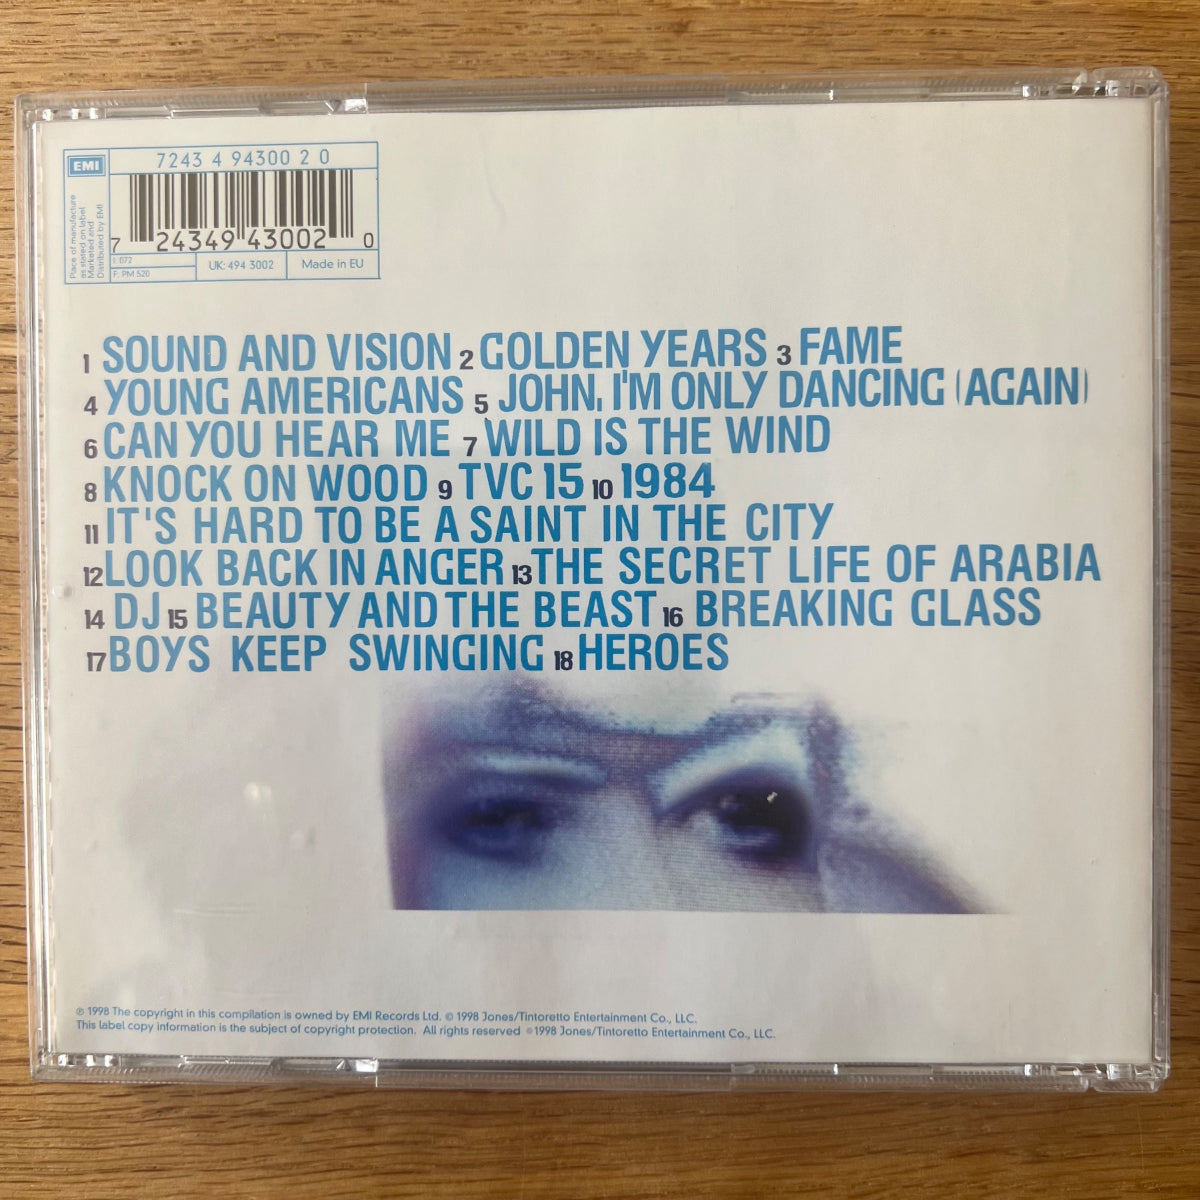 EMI
7243 4 94300 2 0
Place of manufacture
as stated on label
Marketed and
Distributed by EMI
7 24349 43002 0
I: 072
F: PM 520
UK: 494 3002
Made in EU
1 SOUND AND VISION 2 GOLDEN YEARS 3 FAME
4 YOUNG AMERICANS 5 JOHN, I'M ONLY DANCING (AGAIN)
6 CAN YOU HEAR ME 7 WILD IS THE WIND
8 KNOCK ON WOOD 9 TVC 15 10 1984
11 IT'S HARD TO BE A SAINT IN THE CITY
12 LOOK BACK IN ANGER 13 THE SECRET LIFE OF ARABIA
14 DJ 15 BEAUTY AND THE BEAST 16 BREAKING GLASS
17 BOYS KEEP SWINGING 18 HEROES
℗ 1998 The copyright in this compilation is owned by EMI Records Ltd. © 1998 Jones/Tintoretto Entertainment Co., LLC.
This label copy information is the subject of copyright protection. All rights reserved ©1998 Jones/Tintoretto Entertainment Co., LLC.